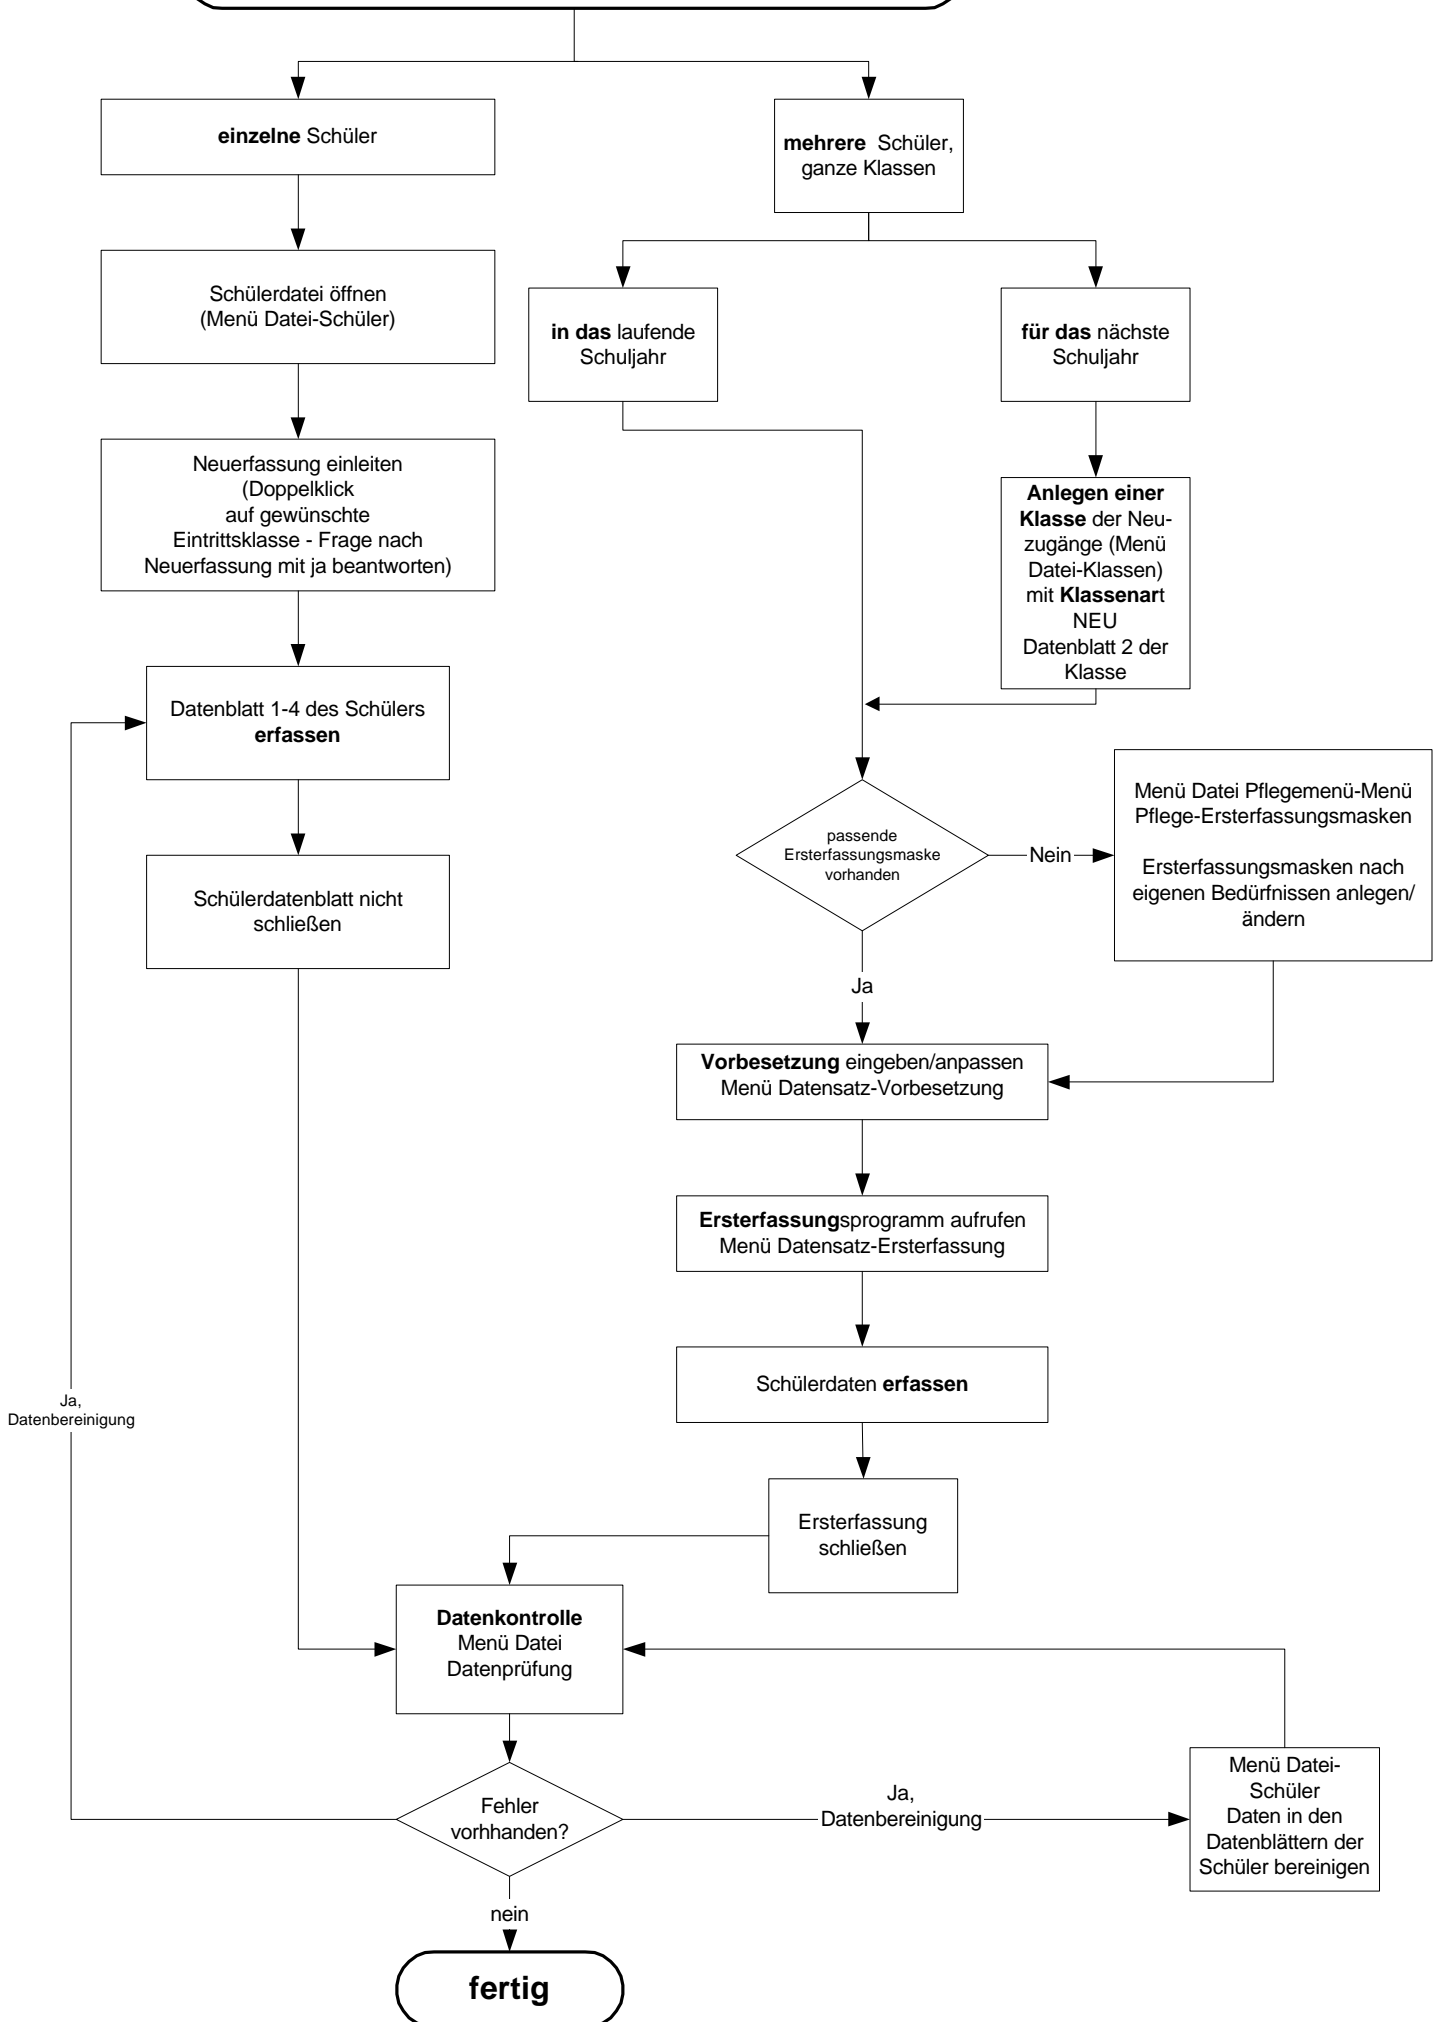 einzelne Schüler
mehrere Schüler,
ganze Klassen
Schülerdatei öffnen
(Menü Datei-Schüler)
in das laufende
Schuljahr
für das nächste
Schuljahr
Neuerfassung einleiten
(Doppelklick
auf gewünschte
Eintrittsklasse - Frage nach
Neuerfassung mit ja beantworten)
Anlegen einer
Klasse der Neu-
zugänge (Menü
Datei-Klassen)
mit Klassenart
NEU
Datenblatt 2 der
Klasse
Datenblatt 1-4 des Schülers
erfassen
passende
Ersterfassungsmaske
vorhanden
Nein
Menü Datei Pflegemenü-Menü
Pflege-Ersterfassungsmasken
Ersterfassungsmasken nach
eigenen Bedürfnissen anlegen/
ändern
Schülerdatenblatt nicht
schließen
Ja
Vorbesetzung eingeben/anpassen
Menü Datensatz-Vorbesetzung
Ersterfassungsprogramm aufrufen
Menü Datensatz-Ersterfassung
Schülerdaten erfassen
Ja,
Datenbereinigung
Ersterfassung
schließen
Datenkontrolle
Menü Datei
Datenprüfung
Fehler
vorhhanden?
Ja,
Datenbereinigung
Menü Datei-
Schüler
Daten in den
Datenblättern der
Schüler bereinigen
nein
fertig